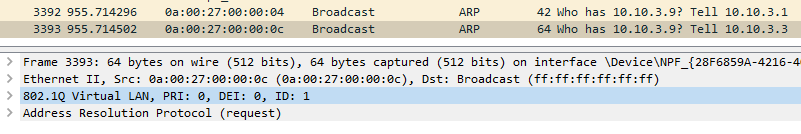 3392 955.714296 0a:00:27:00:00:04 Broadcast ARP 42 Who has 10.10.3.9? Tell 10.10.3.1
3393 955.714502 0a:00:27:00:00:0c Broadcast ARP 64 Who has 10.10.3.9? Tell 10.10.3.3
Frame 3393: 64 bytes on wire (512 bits), 64 bytes captured (512 bits) on interface \Device\NPF_{28F6859A-4216-4
Ethernet II, Src: 0a:00:27:00:00:0c (0a:00:27:00:00:0c), Dst: Broadcast (ff:ff:ff:ff:ff:ff)
802.1Q Virtual LAN, PRI: 0, DEI: 0, ID: 1
Address Resolution Protocol (request)